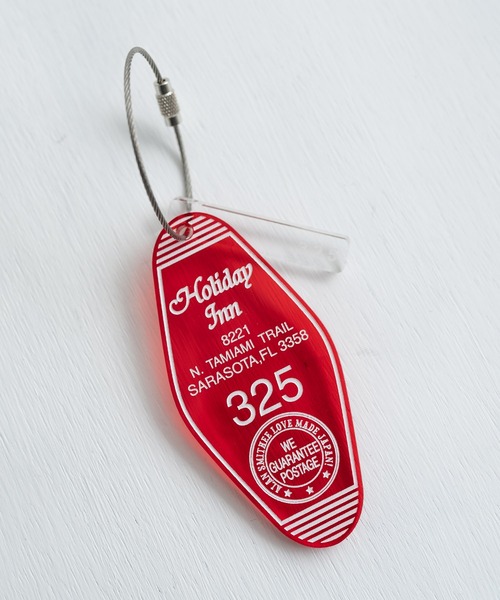 Holiday
Inn
8221
N. TAMIAMI TRAIL
SARASOTA,FL 3358
325
ALAN SMITHEE LOVE MADE JAPAN!
WE
GUARANTEE
POSTAGE